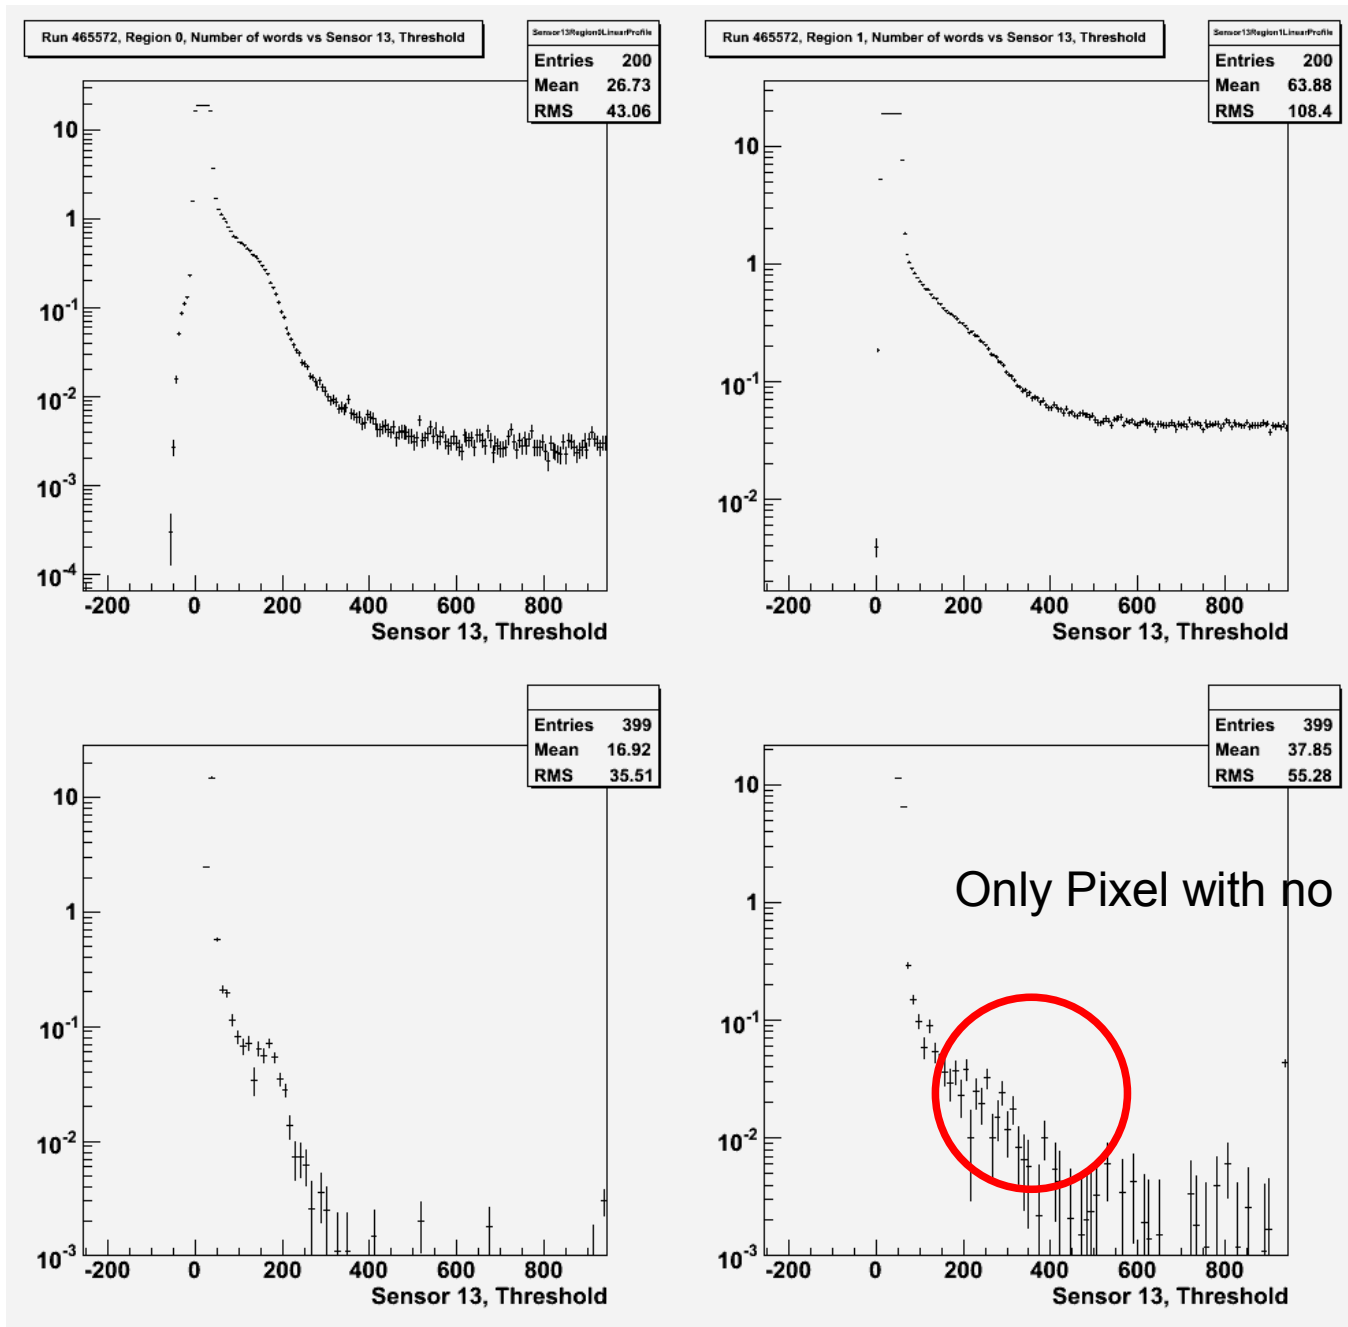 Run 465572, Region 0, Number of words vs Sensor 13, Threshold
Sensor13Region0LinearProfile
Entries 200
Mean 26.73
RMS 43.06
10
1
10^-1
10^-2
10^-3
10^-4
-200 0 200 400 600 800
Sensor 13, Threshold
Run 465572, Region 1, Number of words vs Sensor 13, Threshold
Sensor13Region1LinearProfile
Entries 200
Mean 63.88
RMS 108.4
10
1
10^-1
10^-2
-200 0 200 400 600 800
Sensor 13, Threshold
Entries 399
Mean 16.92
RMS 35.51
10
1
10^-1
10^-2
10^-3
-200 0 200 400 600 800
Sensor 13, Threshold
Entries 399
Mean 37.85
RMS 55.28
Only Pixel with no
10
1
10^-1
10^-2
10^-3
-200 0 200 400 600 800
Sensor 13, Threshold